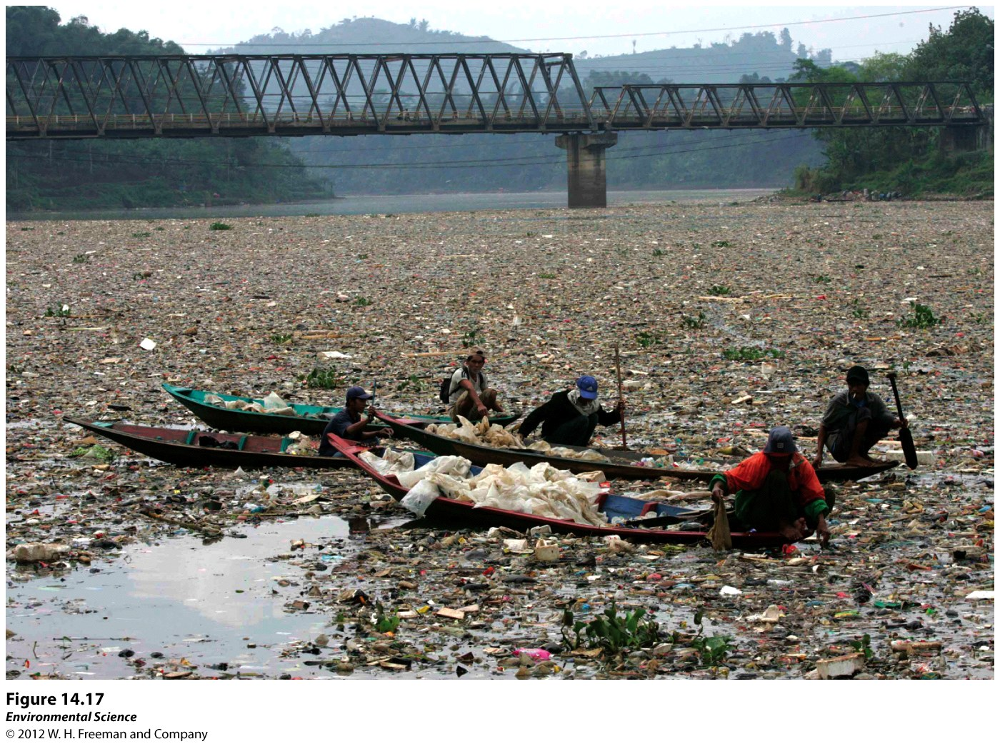 Figure 14.17
Environmental Science
© 2012 W. H. Freeman and Company